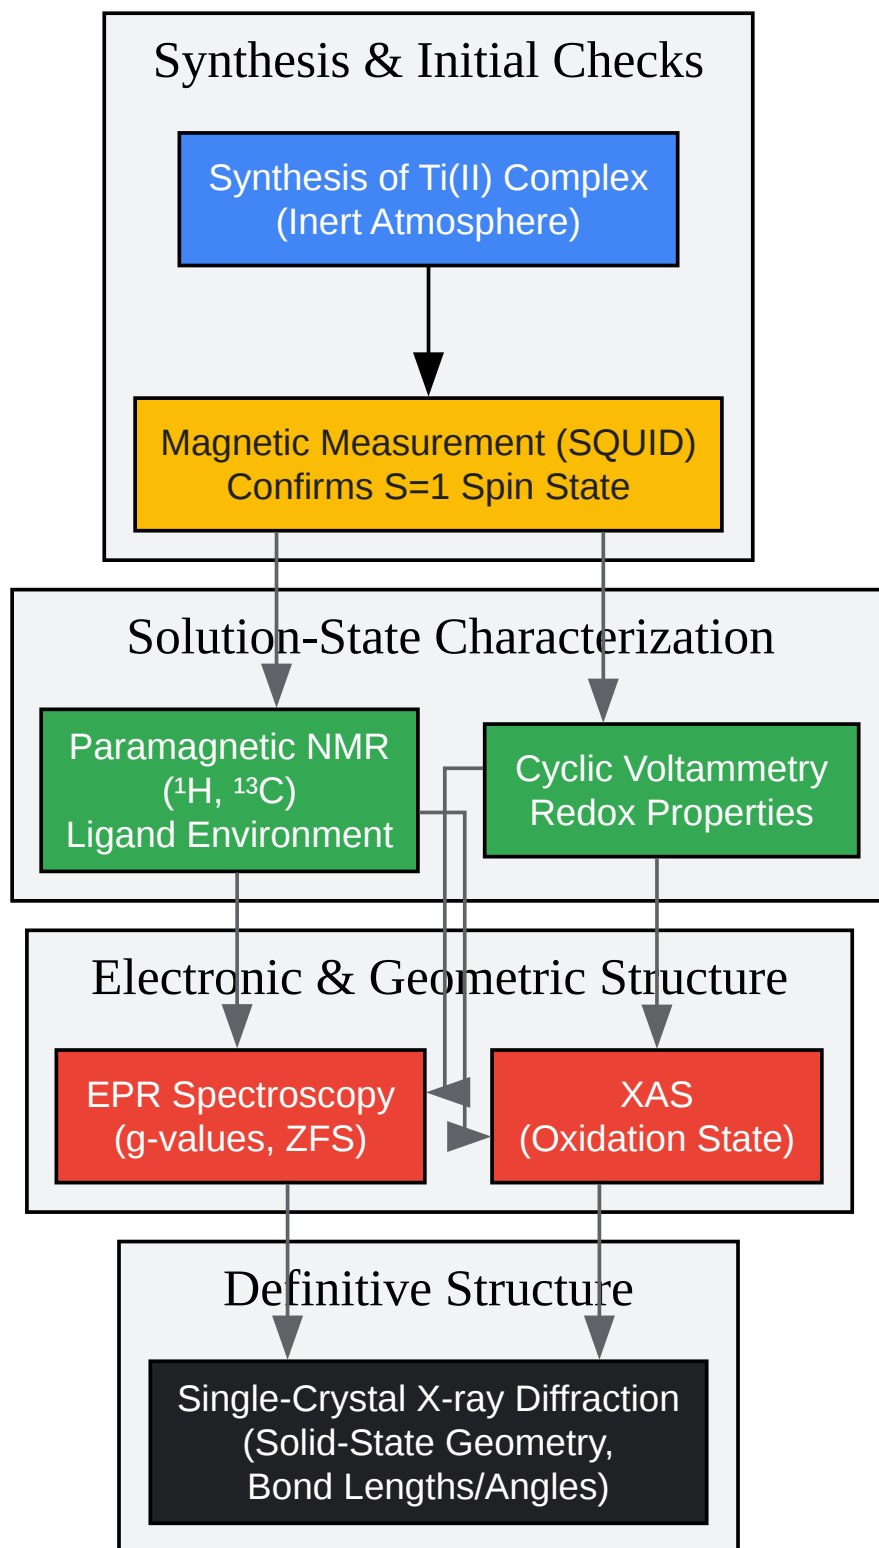 Synthesis & Initial Checks
Synthesis of Ti(II) Complex
(Inert Atmosphere)
Magnetic Measurement (SQUID)
Confirms S=1 Spin State
Solution-State Characterization
Paramagnetic NMR
(¹H, ¹³C)
Ligand Environment
Cyclic Voltammetry
Redox Properties
Electronic & Geometric Structure
EPR Spectroscopy
(g-values, ZFS)
XAS
(Oxidation State)
Definitive Structure
Single-Crystal X-ray Diffraction
(Solid-State Geometry,
Bond Lengths/Angles)